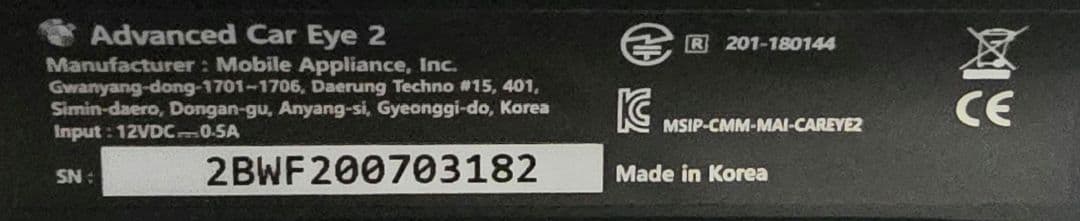 Advanced Car Eye 2
Manufacturer : Mobile Appliance, Inc.
Gwanyang-dong-1701~1706, Daerung Techno #15, 401,
Simin-daero, Dongan-gu, Anyang-si, Gyeonggi-do, Korea
Input : 12VDC⎓0.5A
SN : 2BWF200703182
R 201-180144
MSIP-CMM-MAI-CAREYE2
Made in Korea
CE